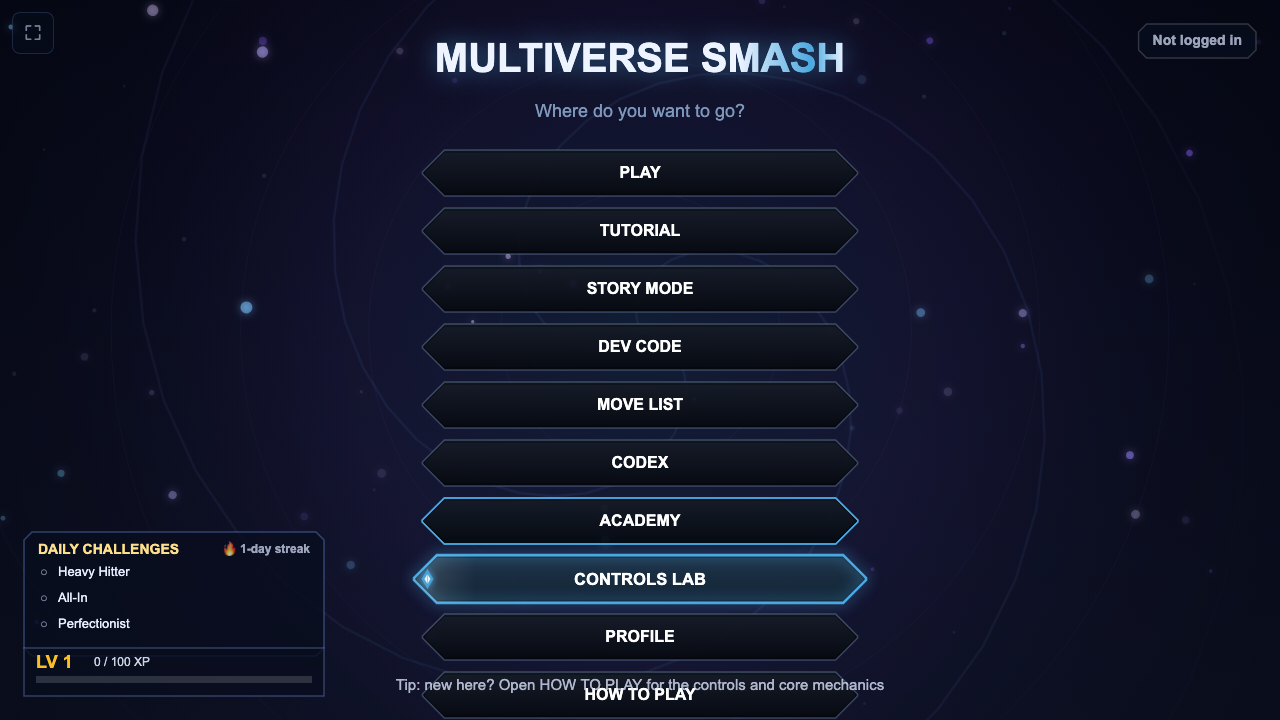 MULTIVERSE SMASH
Not logged in
Where do you want to go?
PLAY
TUTORIAL
STORY MODE
DEV CODE
MOVE LIST
CODEX
ACADEMY
CONTROLS LAB
PROFILE
HOW TO PLAY
Tip: new here? Open HOW TO PLAY for the controls and core mechanics
DAILY CHALLENGES
1-day streak
Heavy Hitter
All-In
Perfectionist
LV 1
0 / 100 XP